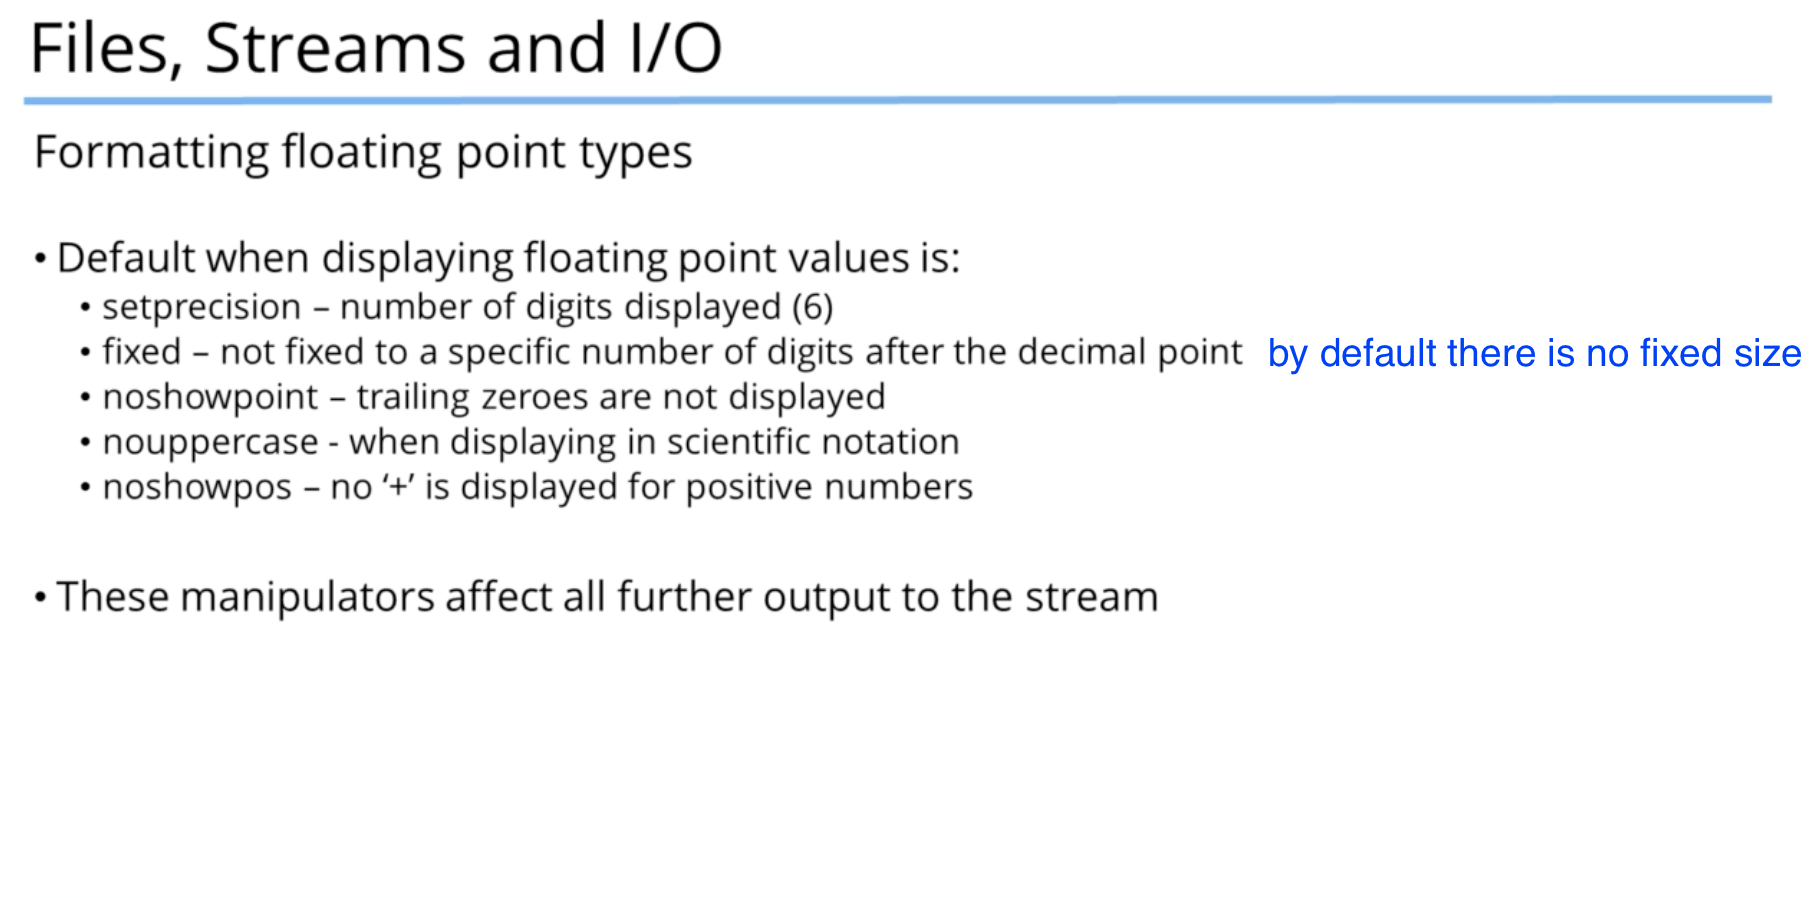 Files, Streams and I/O
Formatting floating point types
• Default when displaying floating point values is:
• setprecision – number of digits displayed (6)
• fixed – not fixed to a specific number of digits after the decimal point by default there is no fixed size
• noshowpoint – trailing zeroes are not displayed
• nouppercase - when displaying in scientific notation
• noshowpos – no ‘+’ is displayed for positive numbers
• These manipulators affect all further output to the stream